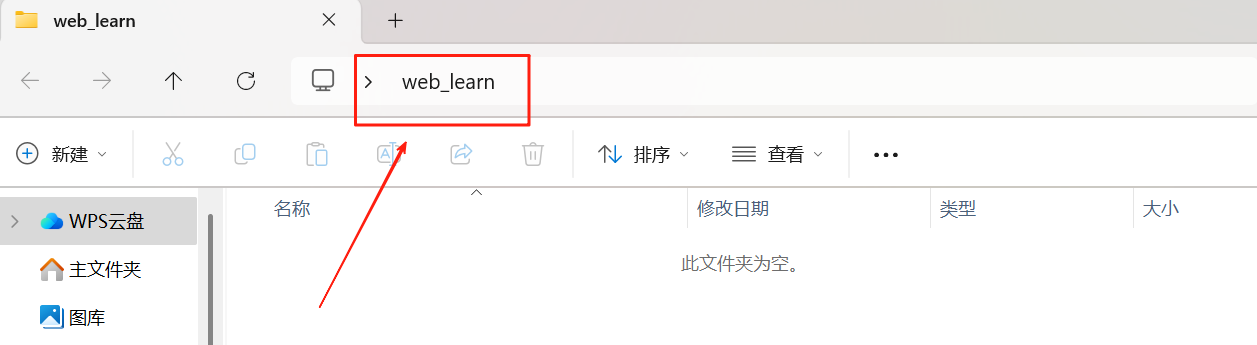 web_learn
web_learn
新建 排序 查看
名称 修改日期 类型 大小
WPS云盘
此文件夹为空。
主文件夹
图库